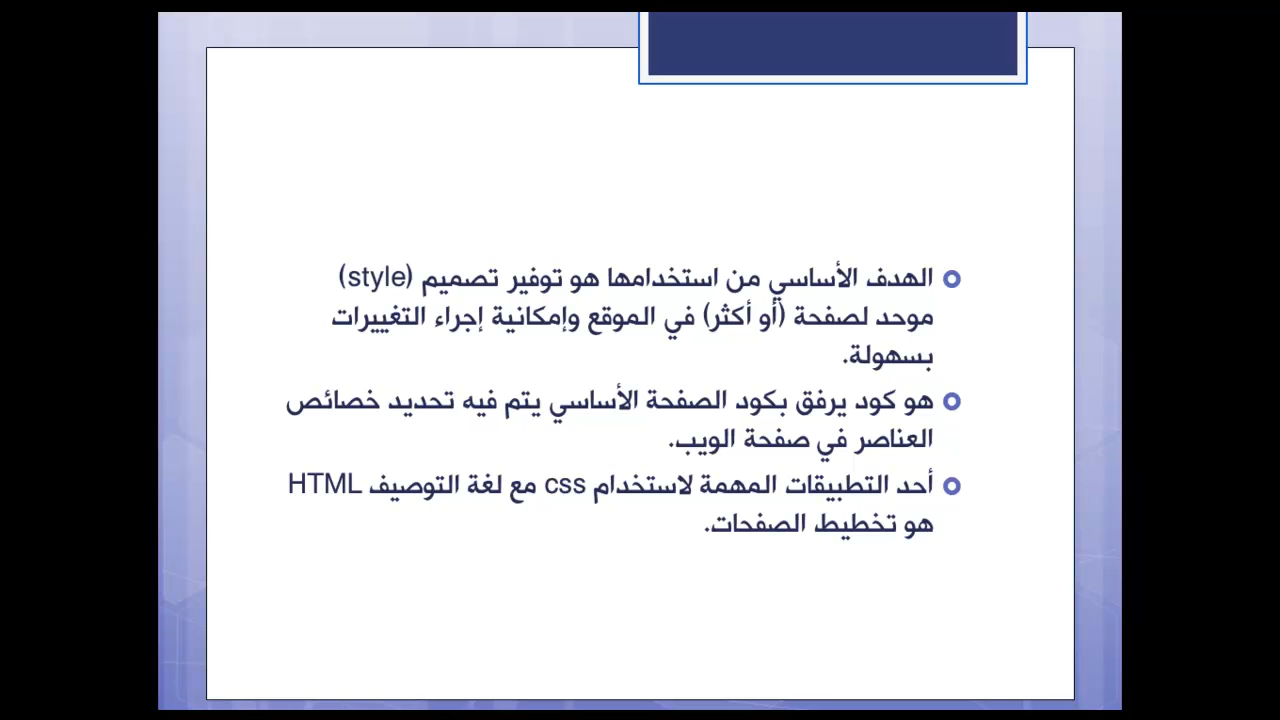 الهدف الأساسي من استخدامها هو توفير تصميم (style)
موحد لصفحة (أو أكثر) في الموقع وإمكانية إجراء التغييرات
بسهولة.
هو كود يرفق بكود الصفحة الأساسي يتم فيه تحديد خصائص
العناصر في صفحة الويب.
أحد التطبيقات المهمة لاستخدام css مع لغة التوصيف HTML
هو تخطيط الصفحات.